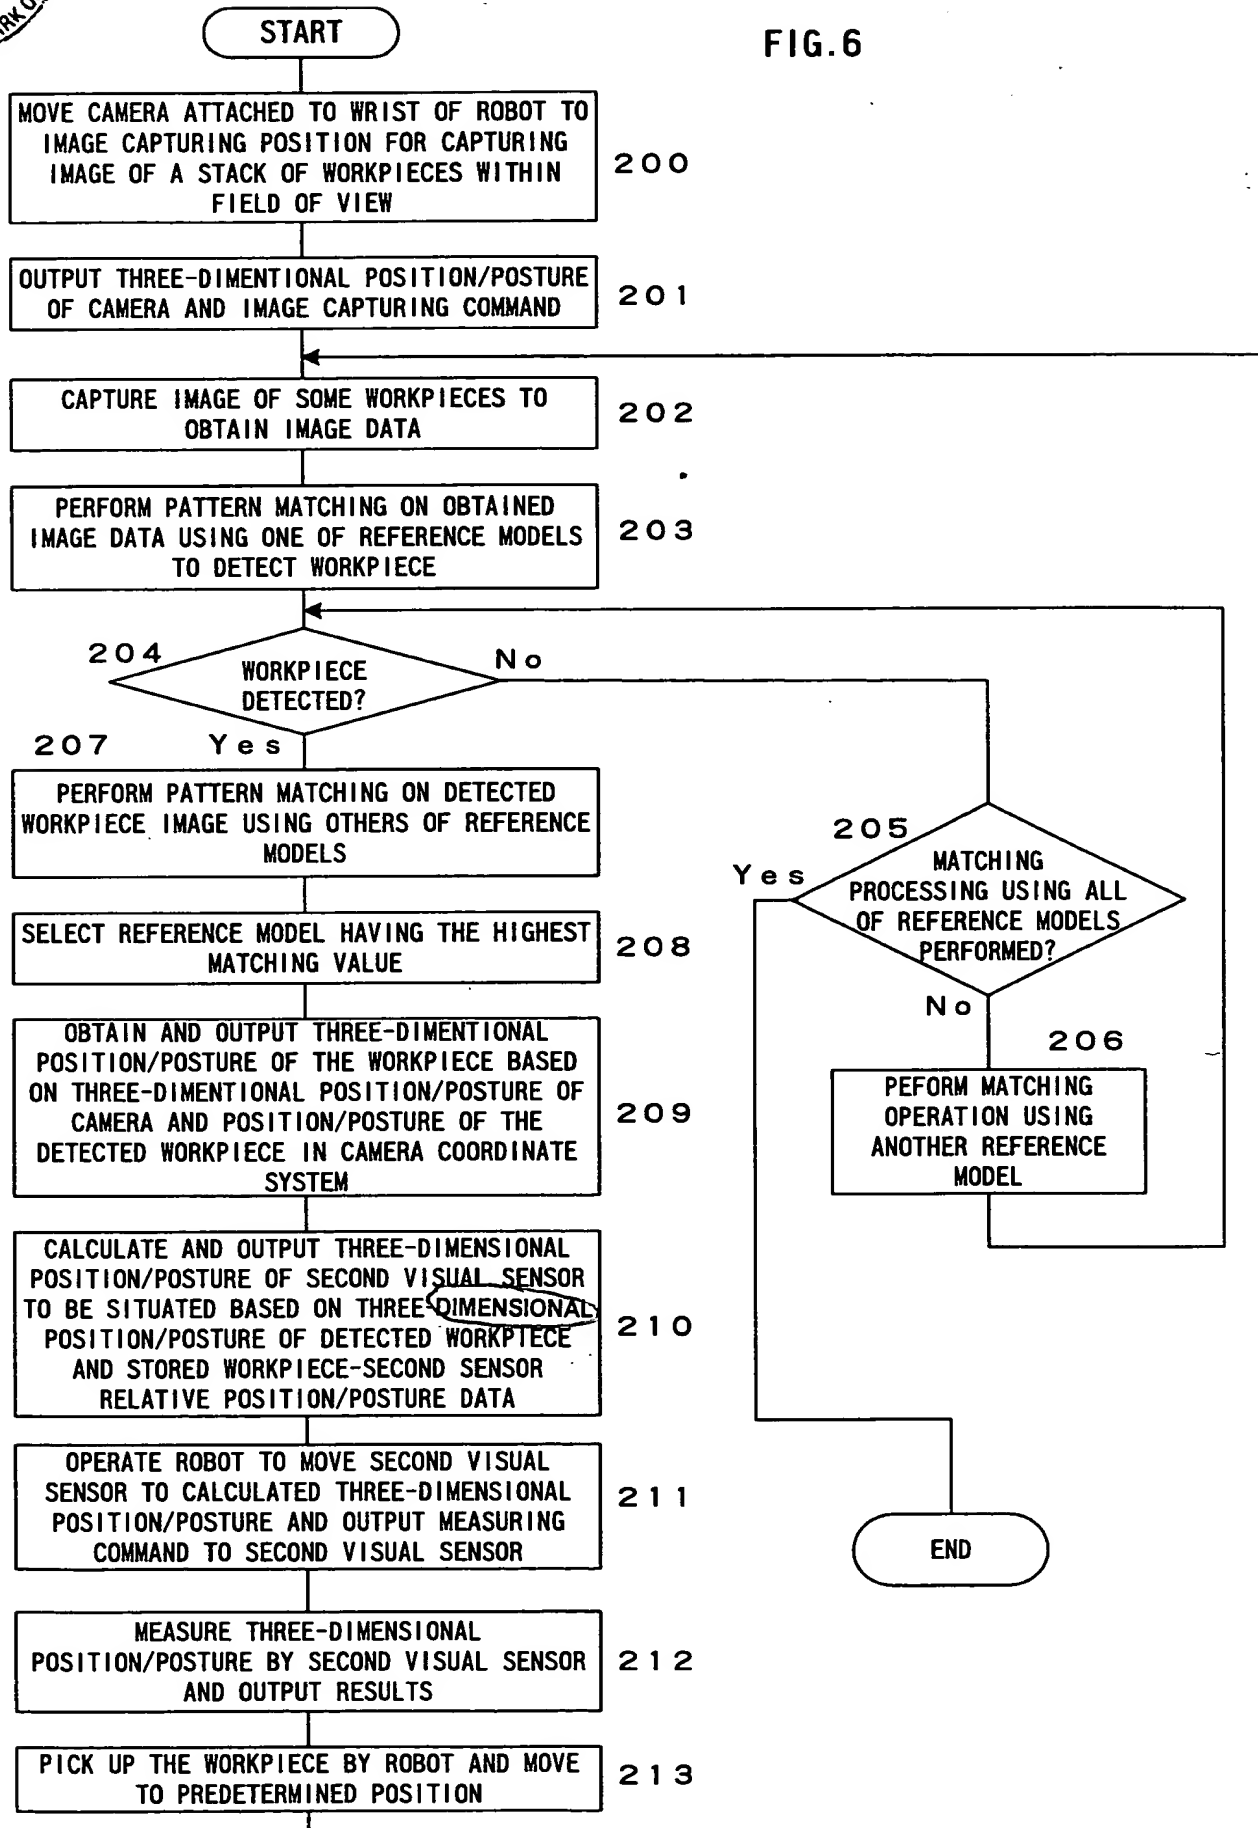 RK O
START
FIG.6
MOVE CAMERA ATTACHED TO WRIST OF ROBOT TO
IMAGE CAPTURING POSITION FOR CAPTURING
IMAGE OF A STACK OF WORKPIECES WITHIN
FIELD OF VIEW
200
OUTPUT THREE-DIMENTIONAL POSITION/POSTURE
OF CAMERA AND IMAGE CAPTURING COMMAND
201
CAPTURE IMAGE OF SOME WORKPIECES TO
OBTAIN IMAGE DATA
202
PERFORM PATTERN MATCHING ON OBTAINED
IMAGE DATA USING ONE OF REFERENCE MODELS
TO DETECT WORKPIECE
203
204
WORKPIECE
DETECTED?
No
Yes
207
PERFORM PATTERN MATCHING ON DETECTED
WORKPIECE IMAGE USING OTHERS OF REFERENCE
MODELS
205
MATCHING
PROCESSING USING ALL
OF REFERENCE MODELS
PERFORMED?
Yes
No
206
PEFORM MATCHING
OPERATION USING
ANOTHER REFERENCE
MODEL
SELECT REFERENCE MODEL HAVING THE HIGHEST
MATCHING VALUE
208
OBTAIN AND OUTPUT THREE-DIMENTIONAL
POSITION/POSTURE OF THE WORKPIECE BASED
ON THREE-DIMENTIONAL POSITION/POSTURE OF
CAMERA AND POSITION/POSTURE OF THE
DETECTED WORKPIECE IN CAMERA COORDINATE
SYSTEM
209
CALCULATE AND OUTPUT THREE-DIMENSIONAL
POSITION/POSTURE OF SECOND VISUAL SENSOR
TO BE SITUATED BASED ON THREE-DIMENSIONAL
POSITION/POSTURE OF DETECTED WORKPIECE
AND STORED WORKPIECE-SECOND SENSOR
RELATIVE POSITION/POSTURE DATA
210
OPERATE ROBOT TO MOVE SECOND VISUAL
SENSOR TO CALCULATED THREE-DIMENSIONAL
POSITION/POSTURE AND OUTPUT MEASURING
COMMAND TO SECOND VISUAL SENSOR
211
END
MEASURE THREE-DIMENSIONAL
POSITION/POSTURE BY SECOND VISUAL SENSOR
AND OUTPUT RESULTS
212
PICK UP THE WORKPIECE BY ROBOT AND MOVE
TO PREDETERMINED POSITION
213